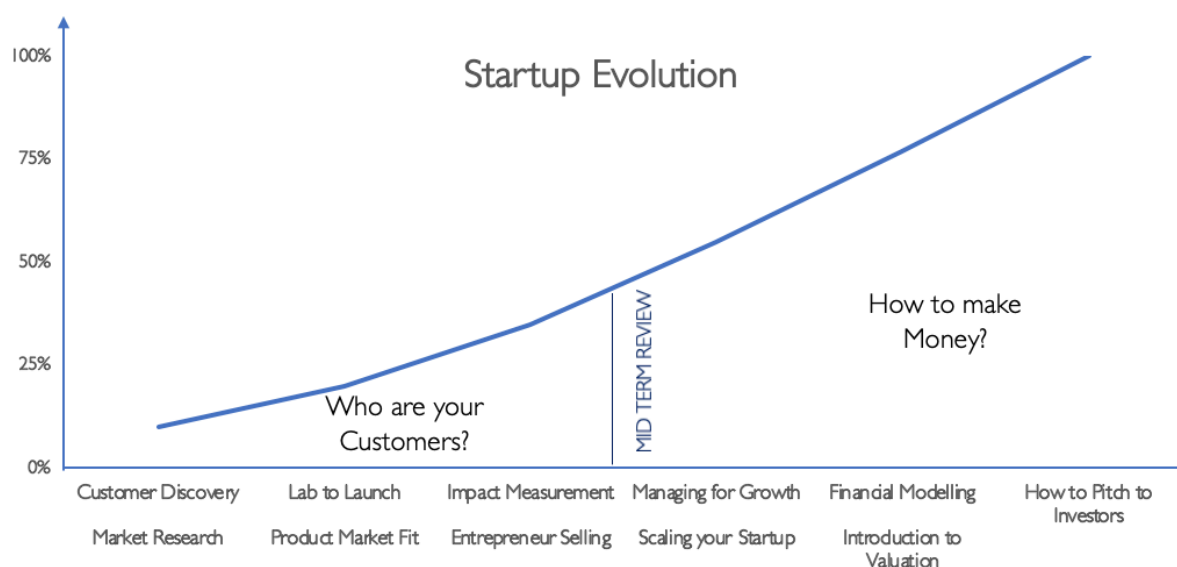 Startup Evolution
100%
75%
50%
25%
0%
Who are your
Customers?
MID TERM REVIEW
How to make
Money?
Customer Discovery
Lab to Launch
Impact Measurement
Managing for Growth
Financial Modelling
How to Pitch to
Investors
Market Research
Product Market Fit
Entrepreneur Selling
Scaling your Startup
Introduction to
Valuation